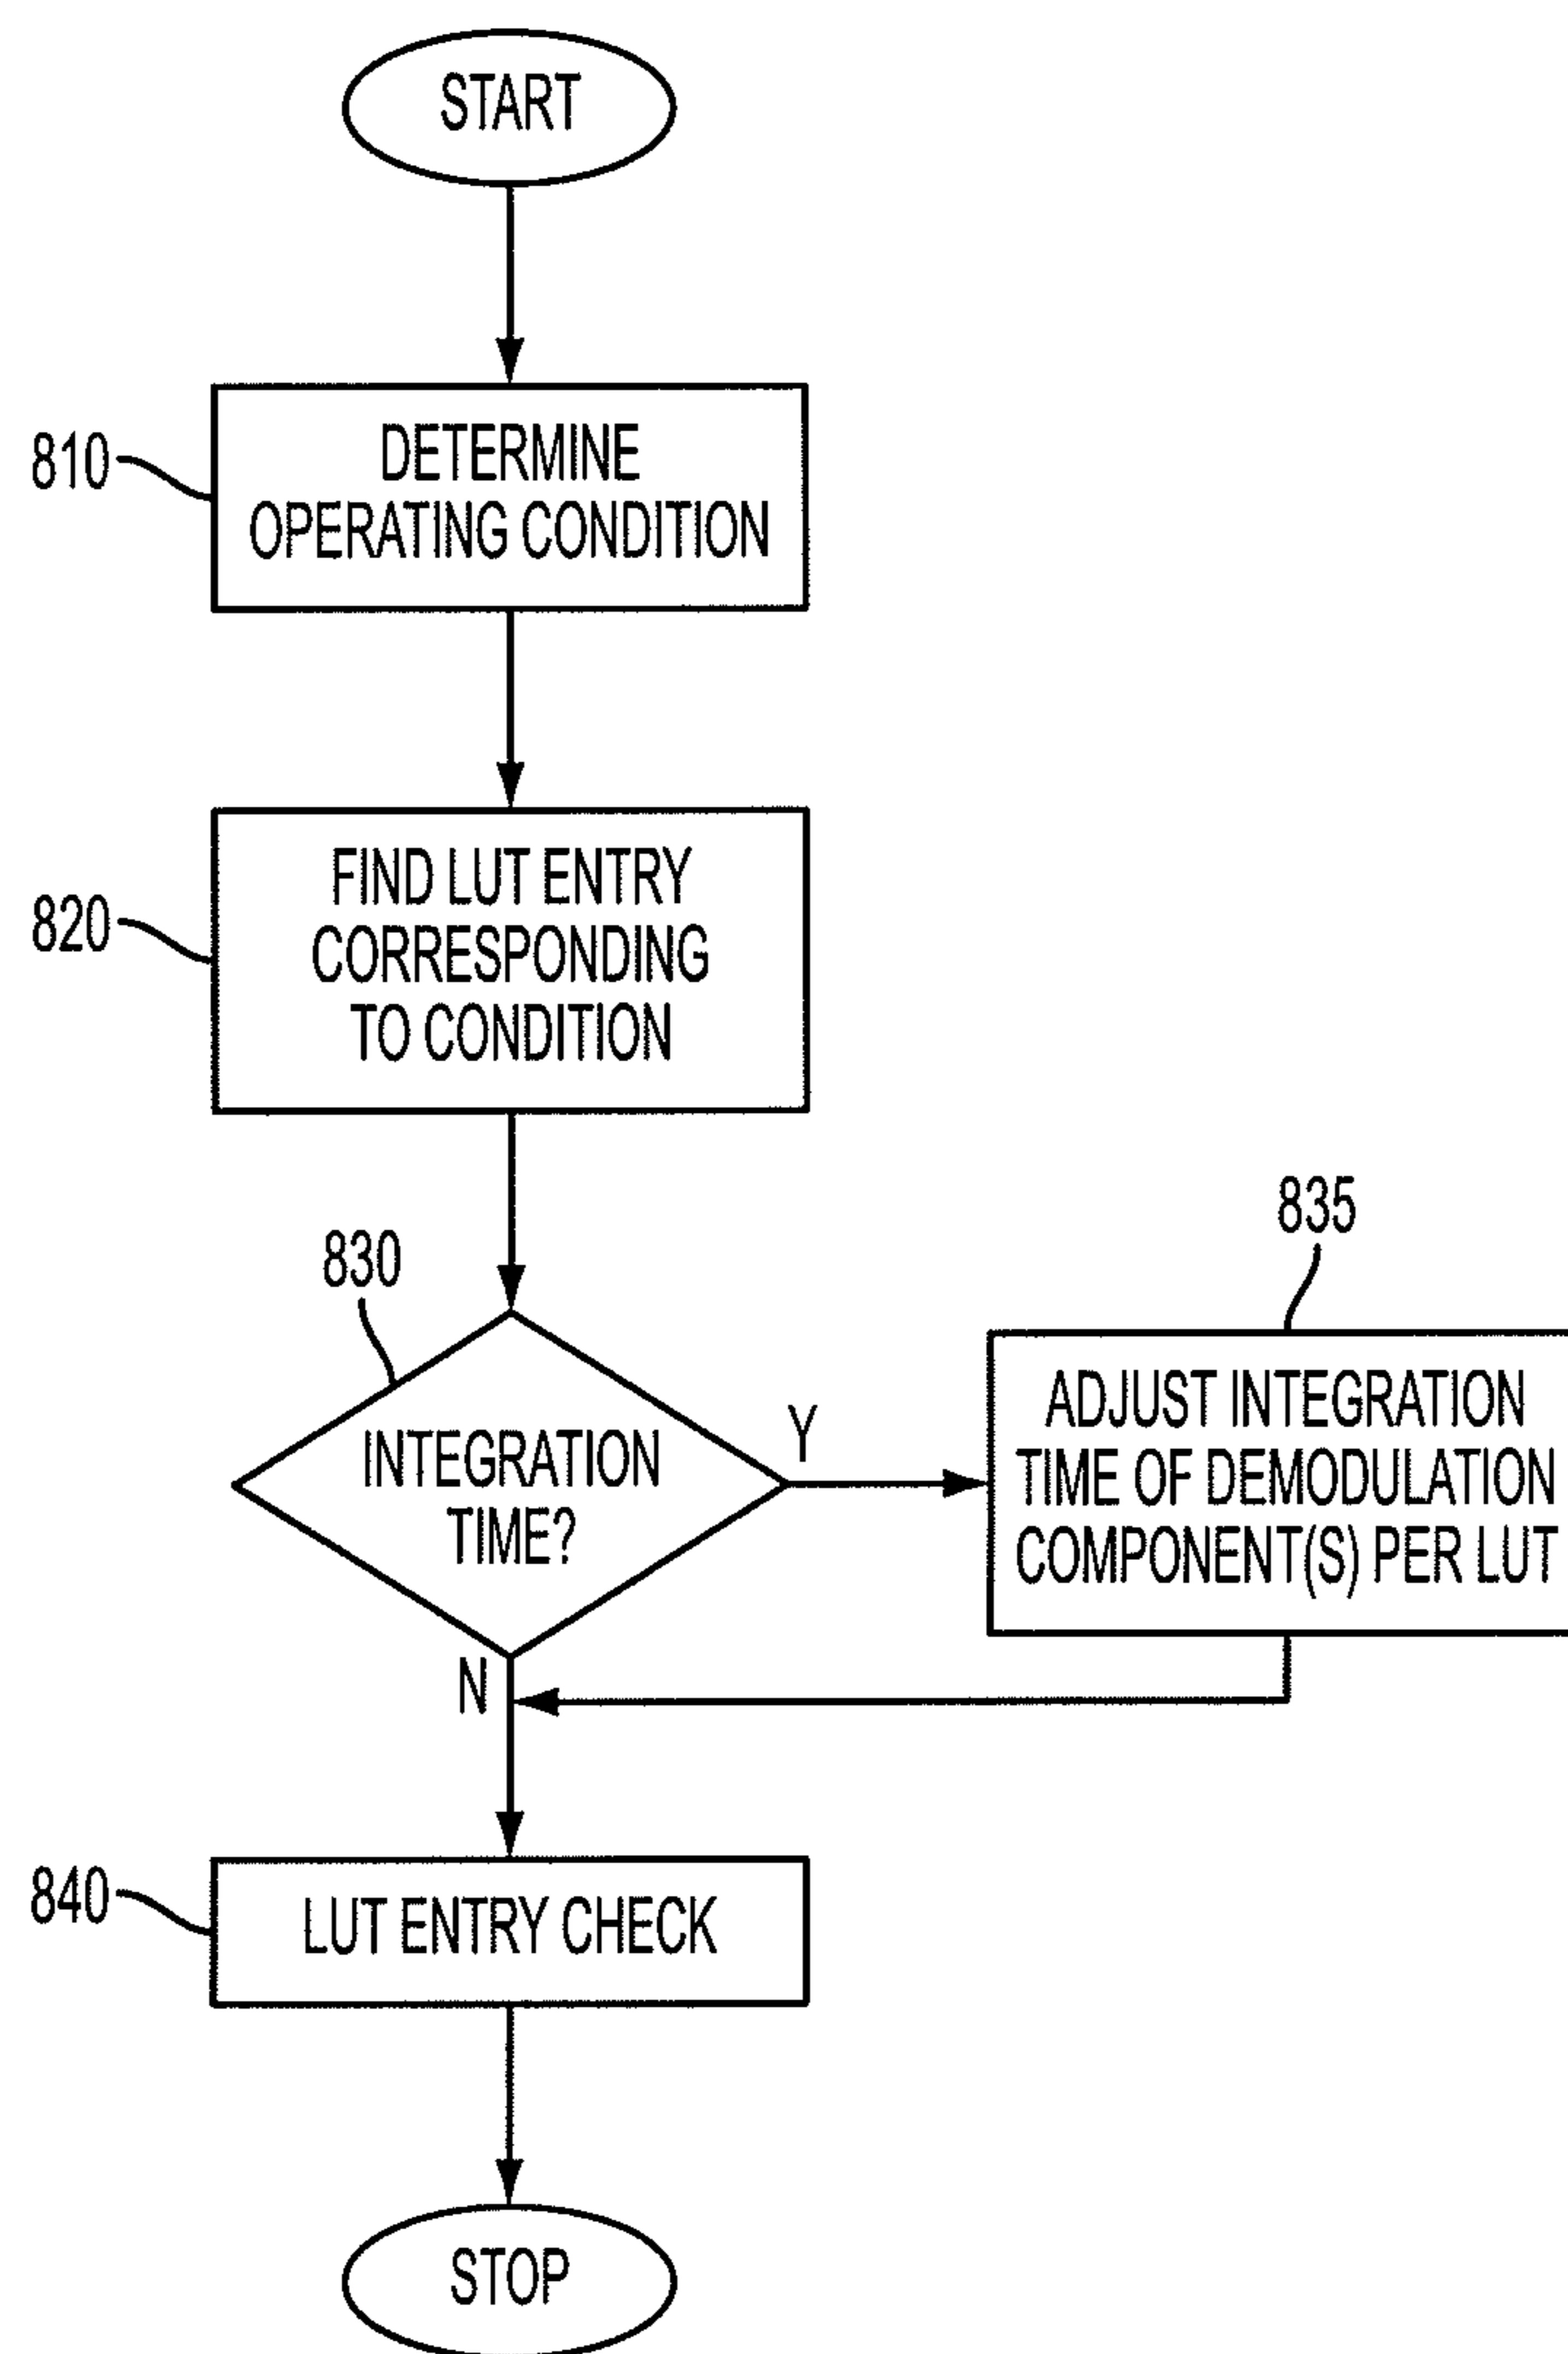 START
810
DETERMINE
OPERATING CONDITION
820
FIND LUT ENTRY
CORRESPONDING
TO CONDITION
830
INTEGRATION
TIME?
Y
835
ADJUST INTEGRATION
TIME OF DEMODULATION
COMPONENT(S) PER LUT
N
840
LUT ENTRY CHECK
STOP